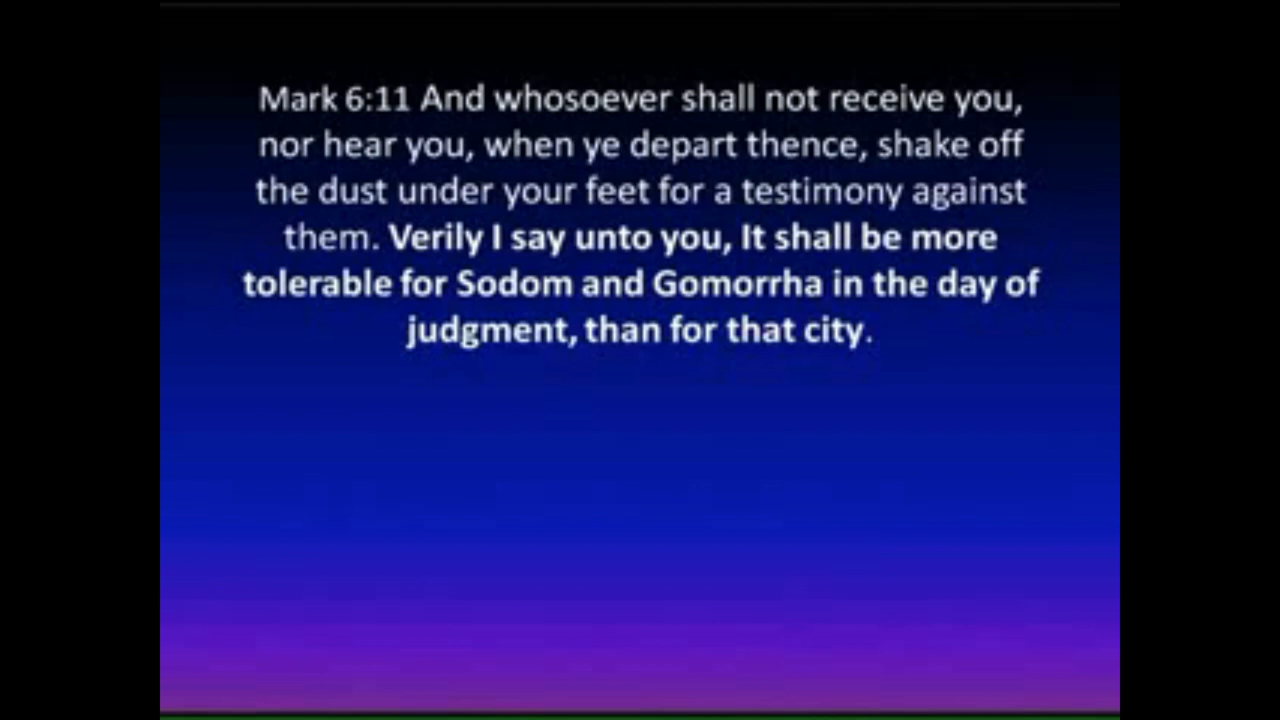 Mark 6:11 And whosoever shall not receive you,
nor hear you, when ye depart thence, shake off
the dust under your feet for a testimony against
them. Verily I say unto you, It shall be more
tolerable for Sodom and Gomorrha in the day of
judgment, than for that city.